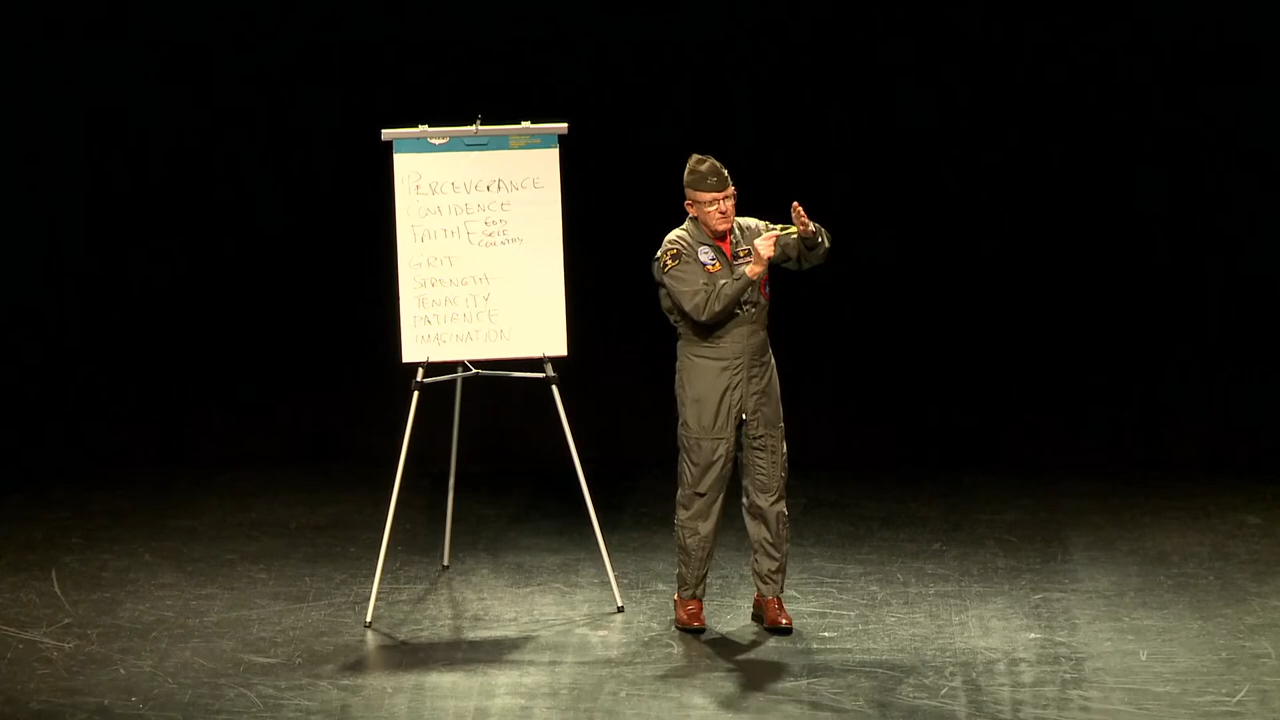 PERCEVERANCE
CONFIDENCE
FAITH
GOD
SELF
COUNTRY
GRIT
STRENGTH
TENACITY
PATIENCE
IMAGINATION